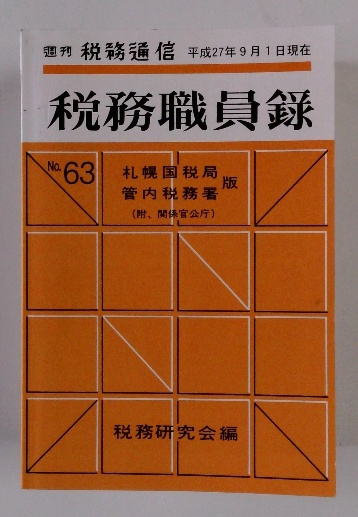 週刊 税務通信 平成27年9月1日現在
税務職員録
No.63
札幌国税局
管内税務署 版
(附、関係官公庁)
税務研究会編